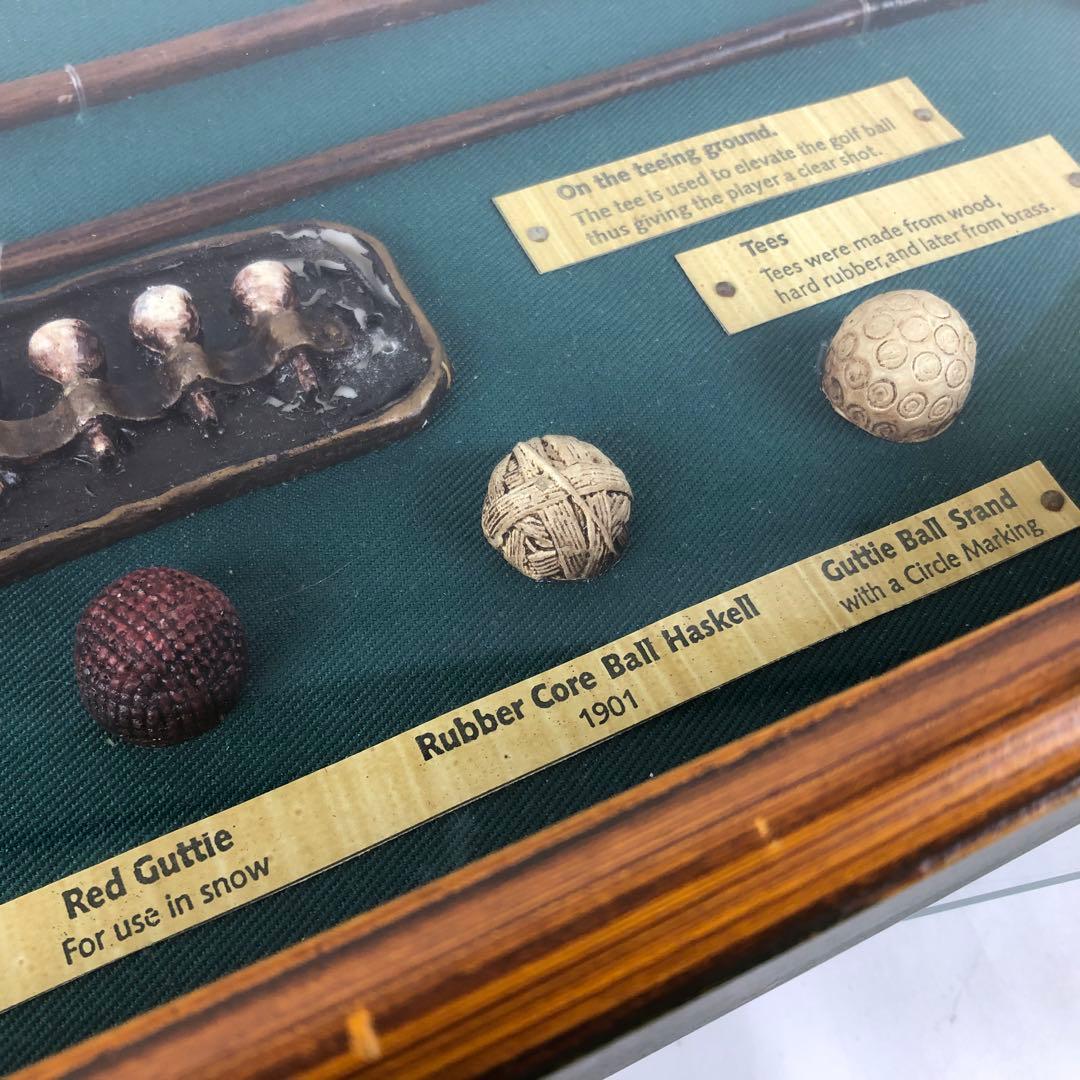 On the teeing ground.
The tee is used to elevate the golf ball
thus giving the player a clear shot.
Tees
Tees were made from wood,
hard rubber,and later from brass.
Guttie Ball Srand
with a Circle Marking
Rubber Core Ball Haskell
1901
Red Guttie
For use in snow